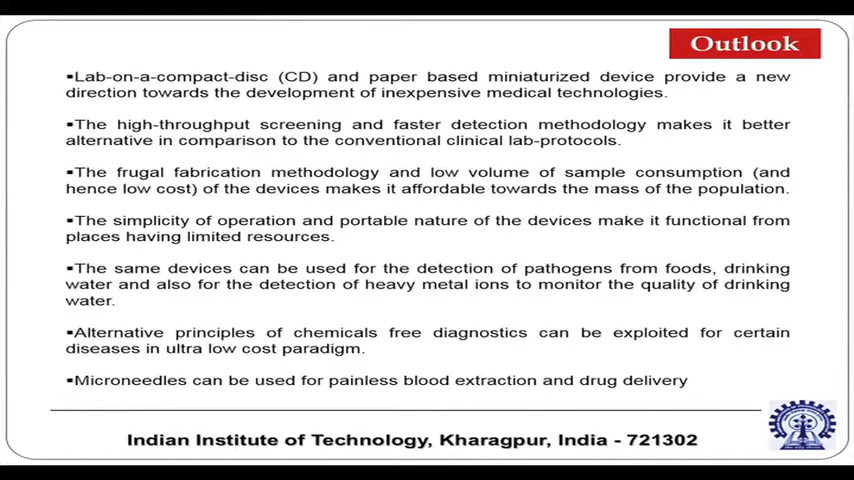 Outlook
▪Lab-on-a-compact-disc (CD) and paper based miniaturized device provide a new
direction towards the development of inexpensive medical technologies.
▪The high-throughput screening and faster detection methodology makes it better
alternative in comparison to the conventional clinical lab-protocols.
▪The frugal fabrication methodology and low volume of sample consumption (and
hence low cost) of the devices makes it affordable towards the mass of the population.
▪The simplicity of operation and portable nature of the devices make it functional from
places having limited resources.
▪The same devices can be used for the detection of pathogens from foods, drinking
water and also for the detection of heavy metal ions to monitor the quality of drinking
water.
▪Alternative principles of chemicals free diagnostics can be exploited for certain
diseases in ultra low cost paradigm.
▪Microneedles can be used for painless blood extraction and drug delivery
Indian Institute of Technology, Kharagpur, India - 721302